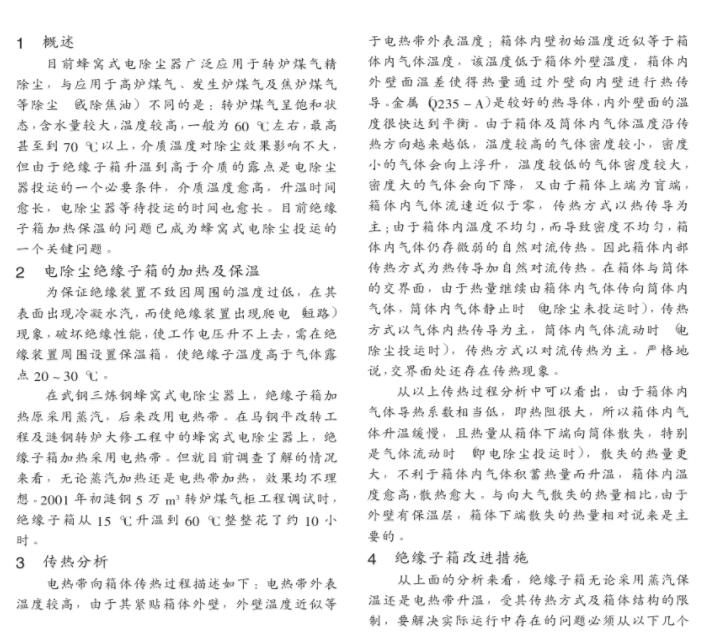 1 概述
目前蜂窝式电除尘器广泛应用于转炉煤气精
除尘，与应用于高炉煤气、发生炉煤气及焦炉煤气
等除尘（或除焦油）不同的是：转炉煤气呈饱和状
态，含水量较大，温度较高，一般为 60 ℃左右，最高
甚至到 70 ℃以上，介质温度对除尘效果影响不大，
但由于绝缘子箱升温到高于介质的露点是电除尘
器投运的一个必要条件，介质温度愈高，升温时间
愈长，电除尘器等待投运的时间也愈长。目前绝缘
子箱加热保温的问题已成为蜂窝式电除尘投运的
一个关键问题。
2 电除尘绝缘子箱的加热及保温
为保证绝缘装置不致因周围的温度过低，在其
表面出现冷凝水汽，而使绝缘装置出现爬电（短路）
现象，破坏绝缘性能，使工作电压升不上去，需在绝
缘装置周围设置保温箱，使绝缘子温度高于气体露
点 20～30 ℃。
在武钢三炼钢蜂窝式电除尘器上，绝缘子箱加
热原采用蒸汽，后来改用电热带。在马钢平改转工
程及涟钢转炉大修工程中的蜂窝式电除尘器上，绝
缘子箱加热采用电热带。但就目前调查了解的情况
来看，无论蒸汽加热还是电热带加热，效果均不理
想。2001 年初涟钢 5 万 m³ 转炉煤气柜工程调试时，
绝缘子箱从 15 ℃升温到 60 ℃整整花了约 10 小
时。
3 传热分析
电热带向箱体传热过程描述如下：电热带外表
温度较高，由于其紧贴箱体外壁，外壁温度近似等
于电热带外表温度；箱体内壁初始温度近似等于箱
体内气体温度，该温度低于箱体外壁温度，箱体内
外壁面温差使得热量通过外壁向内壁进行热传
导。金属（Q235－A）是较好的热导体，内外壁面的温
度很快达到平衡。由于箱体及筒体内气体温度沿传
热方向越来越低，温度较高的气体密度较小，密度
小的气体会向上浮升，温度较低的气体密度较大，
密度大的气体会向下降，又由于箱体上端为盲端，
箱体内气体流速近似于零，传热方式以热传导为
主；由于箱体内温度不均匀，而导致密度不均匀，箱
体内气体仍存微弱的自然对流传热。因此箱体内部
传热方式为热传导加自然对流传热。在箱体与筒体
的交界面，由于热量继续由箱体内气体传向筒体内
气体，筒体内气体静止时（电除尘未投运时），传热
方式以气体内热传导为主，筒体内气体流动时（电
除尘投运时），传热方式以对流传热为主。严格地
说，交界面处还存在传热现象。
从以上传热过程分析中可以看出，由于箱体内
气体导热系数相当低，即热阻很大，所以箱体内气
体升温缓慢，且热量从箱体下端向筒体散失，特别
是气体流动时（即电除尘投运时），散失的热量更
大，不利于箱体内气体积蓄热量而升温，箱体内温
度愈高，散热愈大。与向大气散失的热量相比，由于
外壁有保温层，箱体下端散失的热量相对说来是主
要的。
4 绝缘子箱改进措施
从上面的分析来看，绝缘子箱无论采用蒸汽保
温还是电热带升温，受其传热方式及箱体结构的限
制，要解决实际运行中存在的问题必须从以下几个